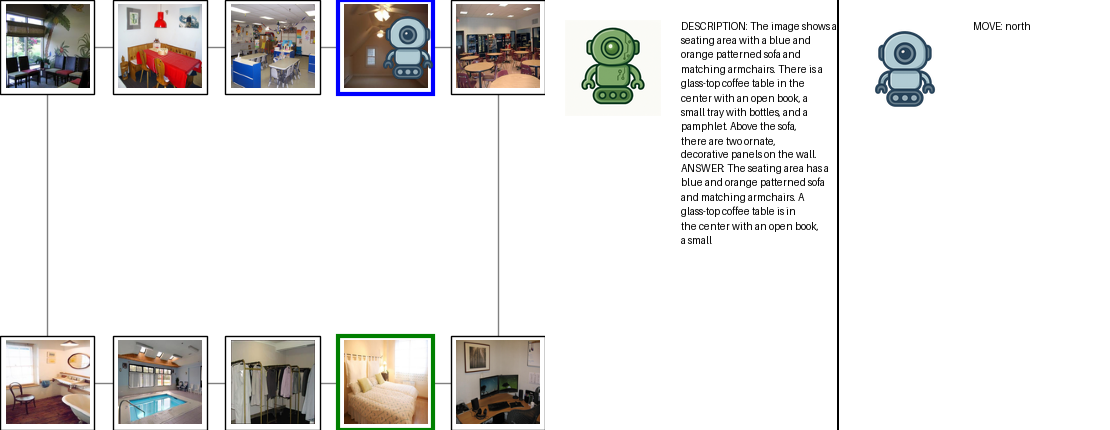 DESCRIPTION: The image shows a
seating area with a blue and
orange patterned sofa and
matching armchairs. There is a
glass-top coffee table in the
center with an open book, a
small tray with bottles, and a
pamphlet. Above the sofa,
there are two ornate,
decorative panels on the wall.
ANSWER: The seating area has a
blue and orange patterned sofa
and matching armchairs. A
glass-top coffee table is in
the center with an open book,
a small
MOVE: north